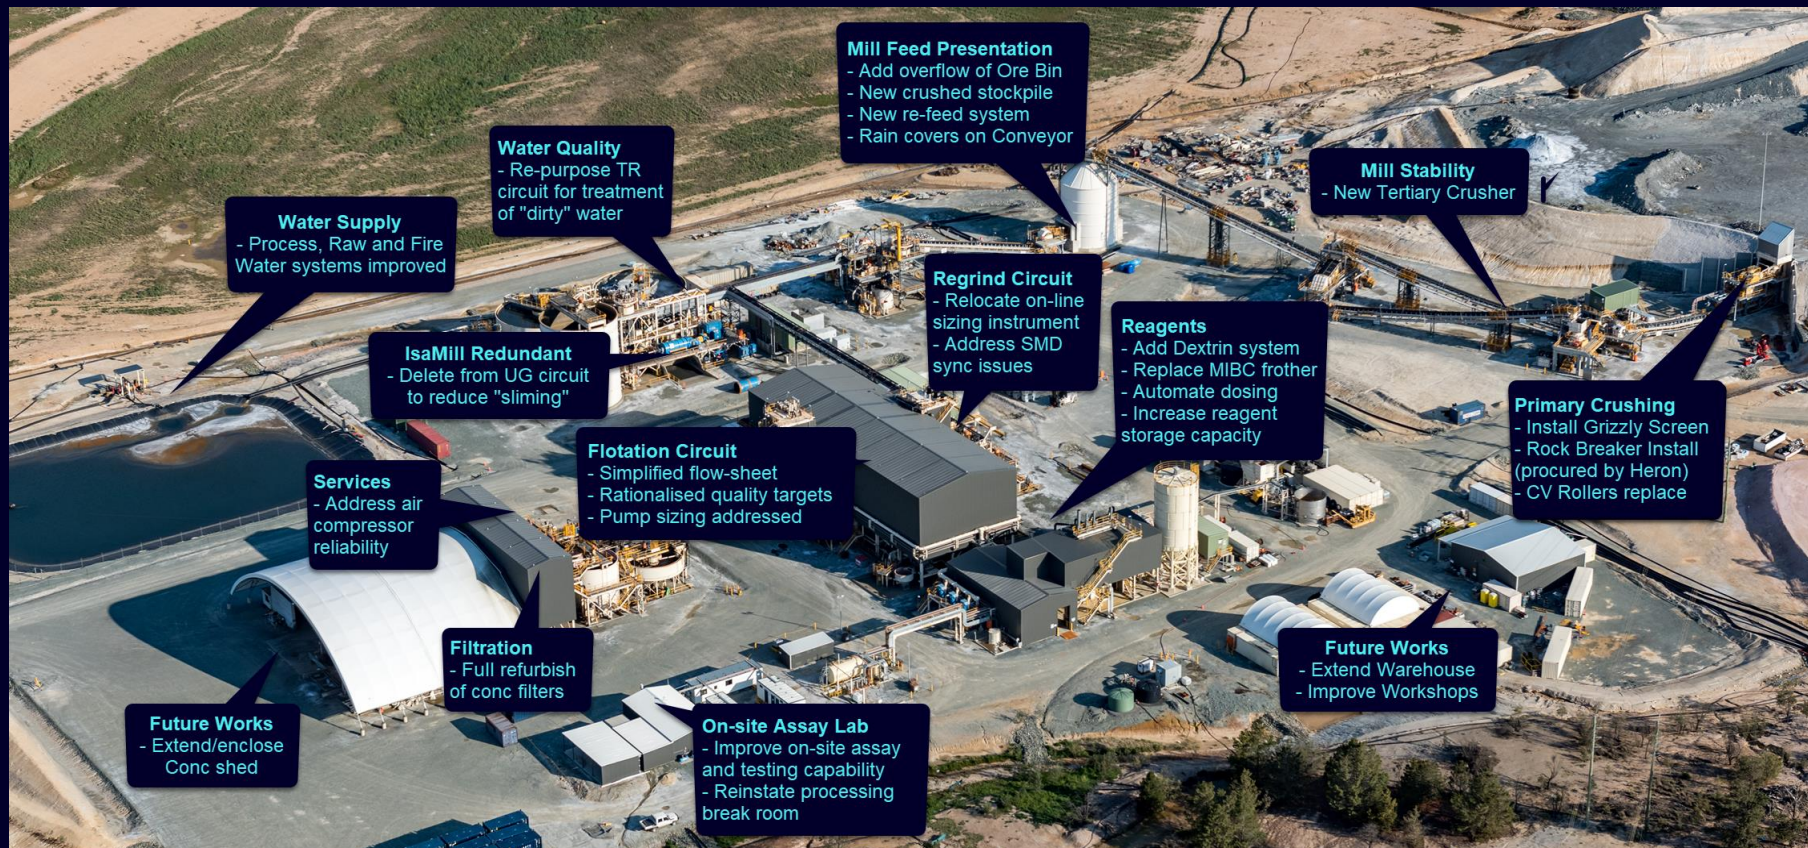 Mill Feed Presentation
- Add overflow of Ore Bin
- New crushed stockpile
- New re-feed system
- Rain covers on Conveyor
Water Quality
- Re-purpose TR
circuit for treatment
of "dirty" water
Mill Stability
- New Tertiary Crusher
Water Supply
- Process, Raw and Fire
Water systems improved
Regrind Circuit
- Relocate on-line
sizing instrument
- Address SMD
sync issues
Reagents
- Add Dextrin system
- Replace MIBC frother
- Automate dosing
- Increase reagent
storage capacity
IsaMill Redundant
- Delete from UG circuit
to reduce "sliming"
Primary Crushing
- Install Grizzly Screen
- Rock Breaker Install
(procured by Heron)
- CV Rollers replace
Flotation Circuit
- Simplified flow-sheet
- Rationalised quality targets
- Pump sizing addressed
Services
- Address air
compressor
reliability
Filtration
- Full refurbish
of conc filters
Future Works
- Extend Warehouse
- Improve Workshops
Future Works
- Extend/enclose
Conc shed
On-site Assay Lab
- Improve on-site assay
and testing capability
- Reinstate processing
break room